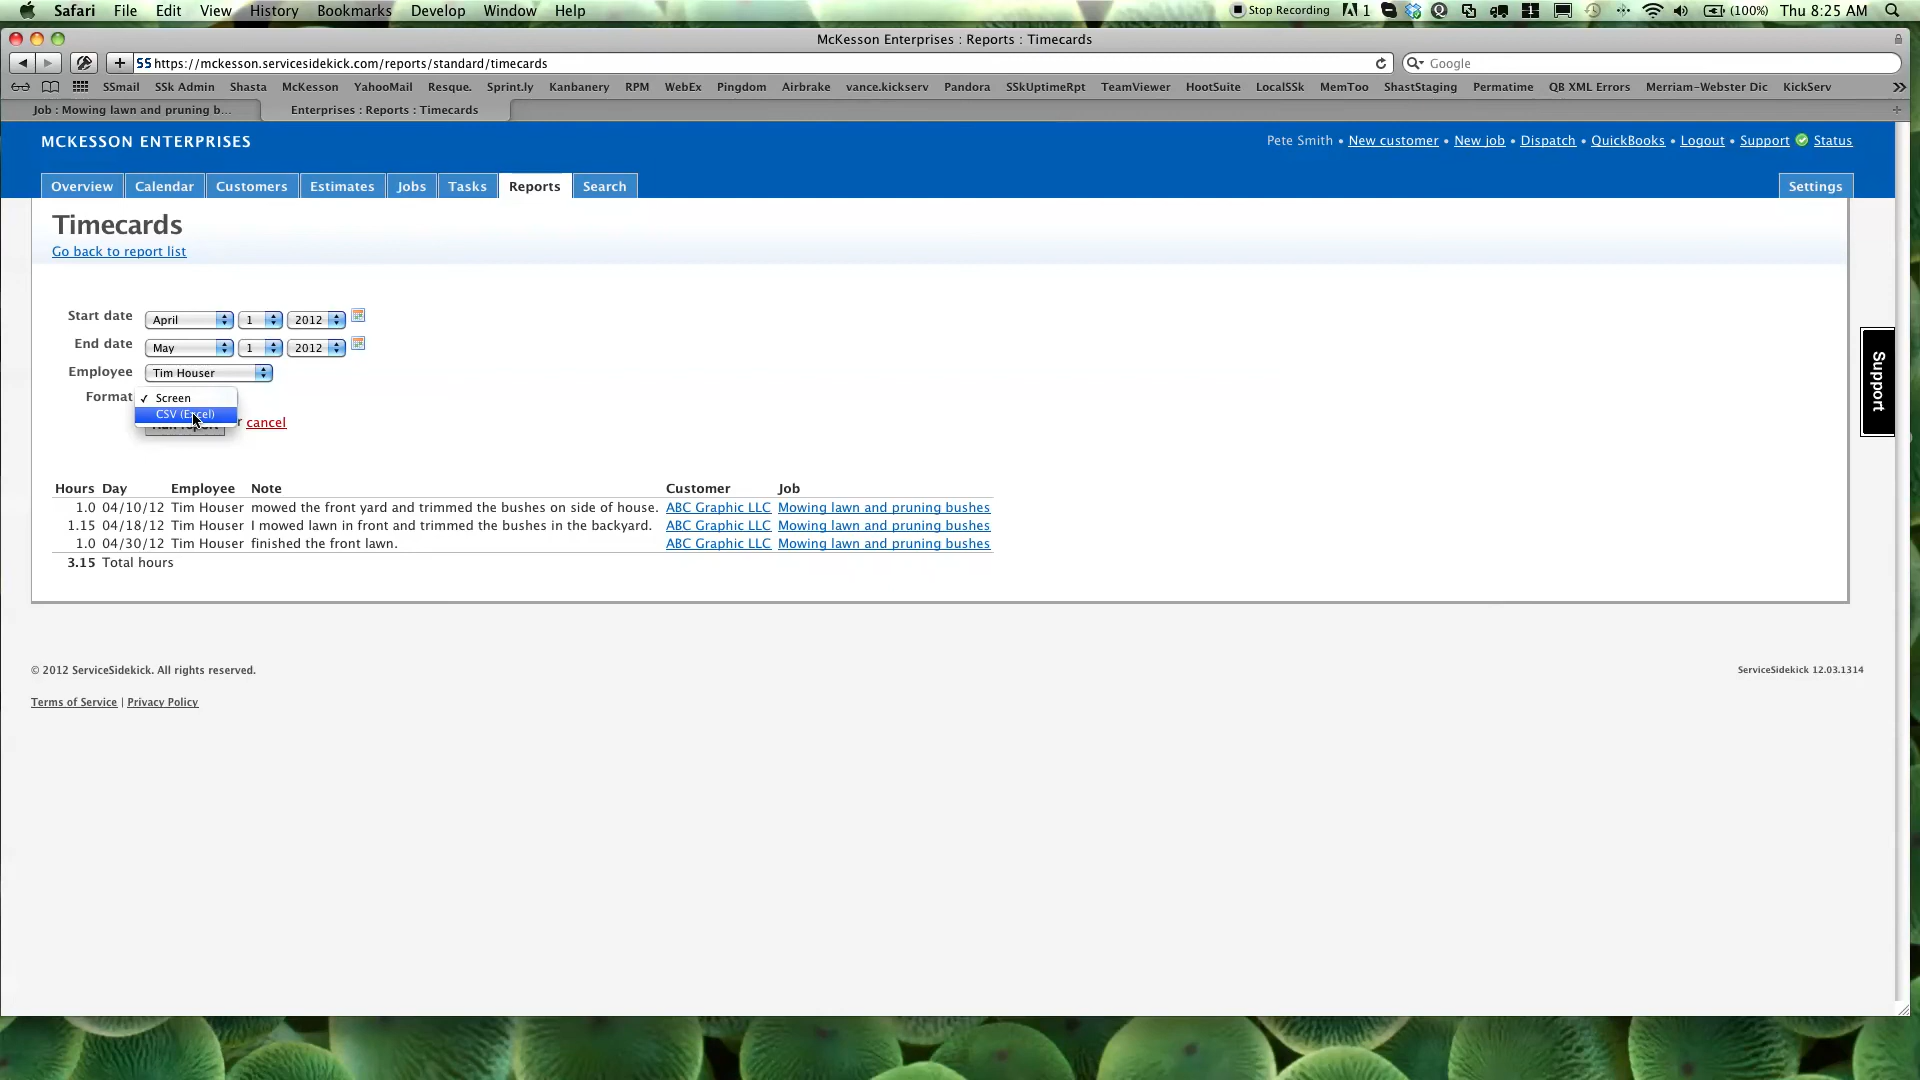 Safari File Edit View History Bookmarks Develop Window Help Stop Recording 1 (100%) Thu 8:25 AM
McKesson Enterprises : Reports : Timecards
SS https://mckesson.servicesidekick.com/reports/standard/timecards Google
SSmail SSk Admin Shasta McKesson YahooMail Resque. Sprint.ly Kanbanery RPM WebEx Pingdom Airbrake vance.kickserv Pandora SSkUptimeRpt TeamViewer HootSuite LocalSSk MemToo ShastStaging Permatime QB XML Errors Merriam-Webster Dic KickServ
Job : Mowing lawn and pruning b... Enterprises : Reports : Timecards
MCKESSON ENTERPRISES Pete Smith • New customer • New job • Dispatch • QuickBooks • Logout • Support Status
Overview Calendar Customers Estimates Jobs Tasks Reports Search Settings
Timecards
Go back to report list
Start date April 1 2012
End date May 1 2012
Employee Tim Houser
Format ✓ Screen
CSV (Excel)
cancel
Support
Hours Day Employee Note Customer Job
1.0 04/10/12 Tim Houser mowed the front yard and trimmed the bushes on side of house. ABC Graphic LLC Mowing lawn and pruning bushes
1.15 04/18/12 Tim Houser I mowed lawn in front and trimmed the bushes in the backyard. ABC Graphic LLC Mowing lawn and pruning bushes
1.0 04/30/12 Tim Houser finished the front lawn. ABC Graphic LLC Mowing lawn and pruning bushes
3.15 Total hours
© 2012 ServiceSidekick. All rights reserved. ServiceSidekick 12.03.1314
Terms of Service | Privacy Policy